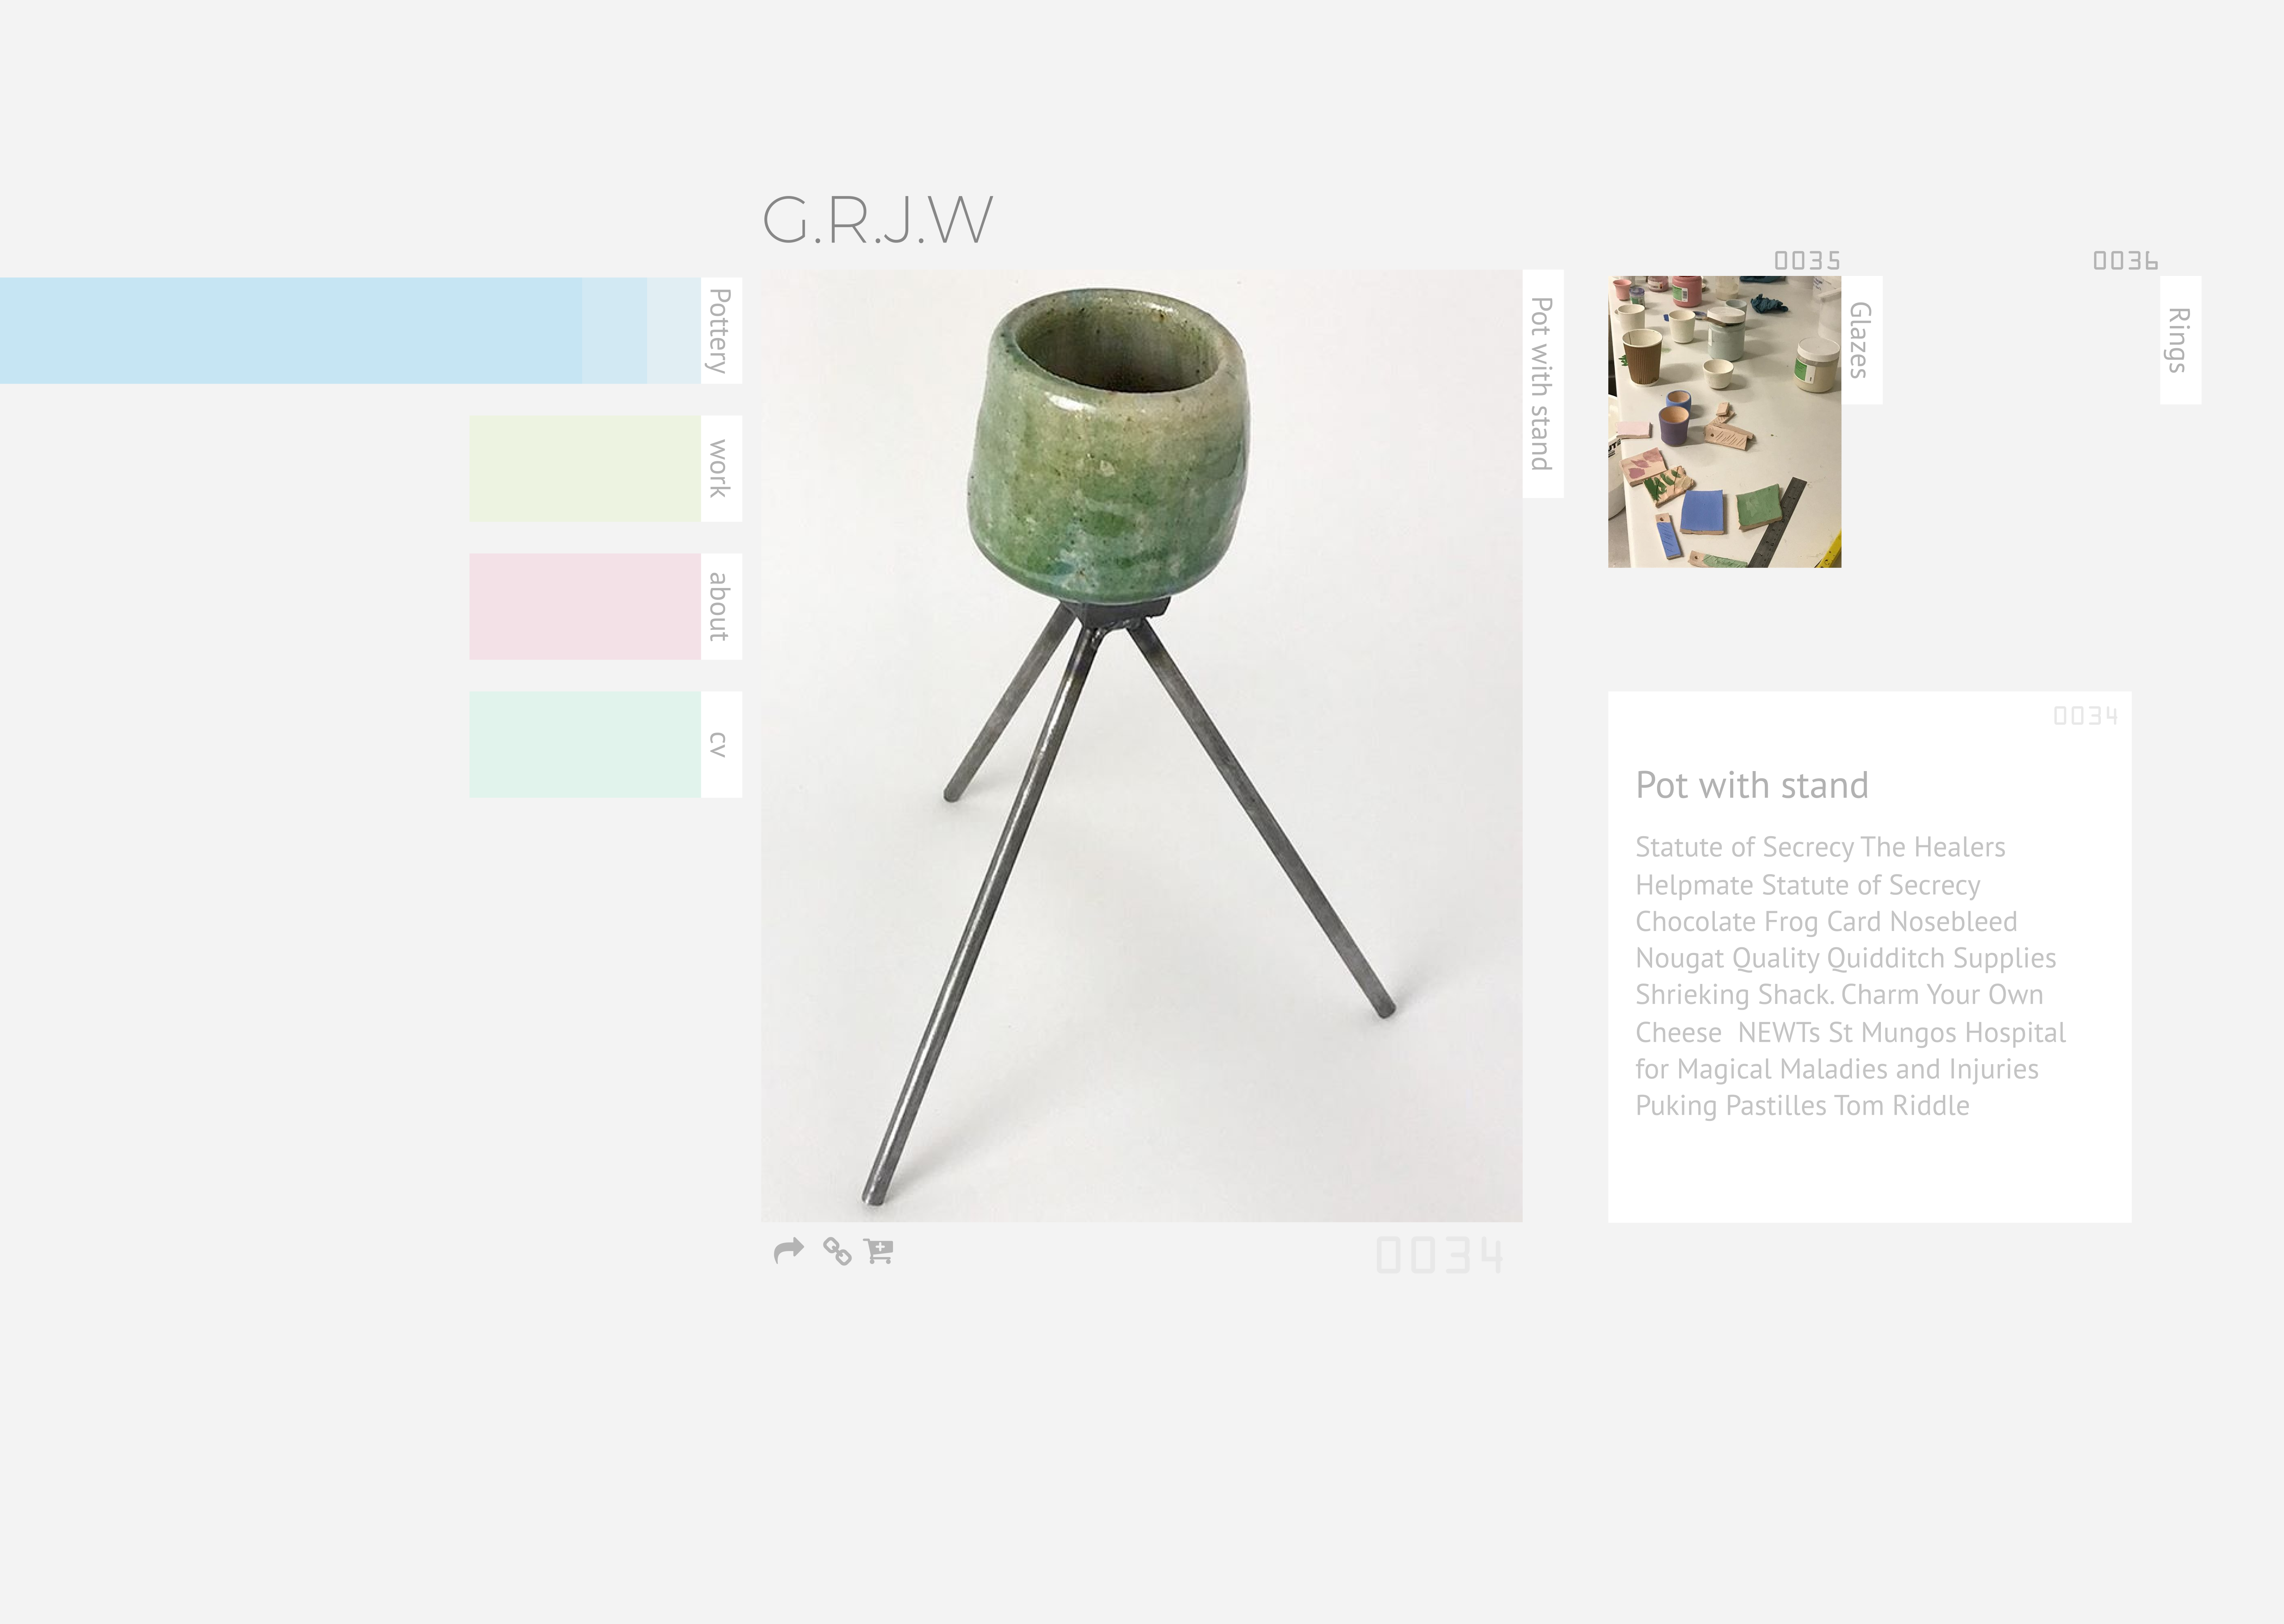 G.R.J.W
Pottery
work
about
cv
Pot with stand
0034
0035
Glazes
0036
Rings
0034
Pot with stand
Statute of Secrecy The Healers
Helpmate Statute of Secrecy
Chocolate Frog Card Nosebleed
Nougat Quality Quidditch Supplies
Shrieking Shack. Charm Your Own
Cheese  NEWTs St Mungos Hospital
for Magical Maladies and Injuries
Puking Pastilles Tom Riddle